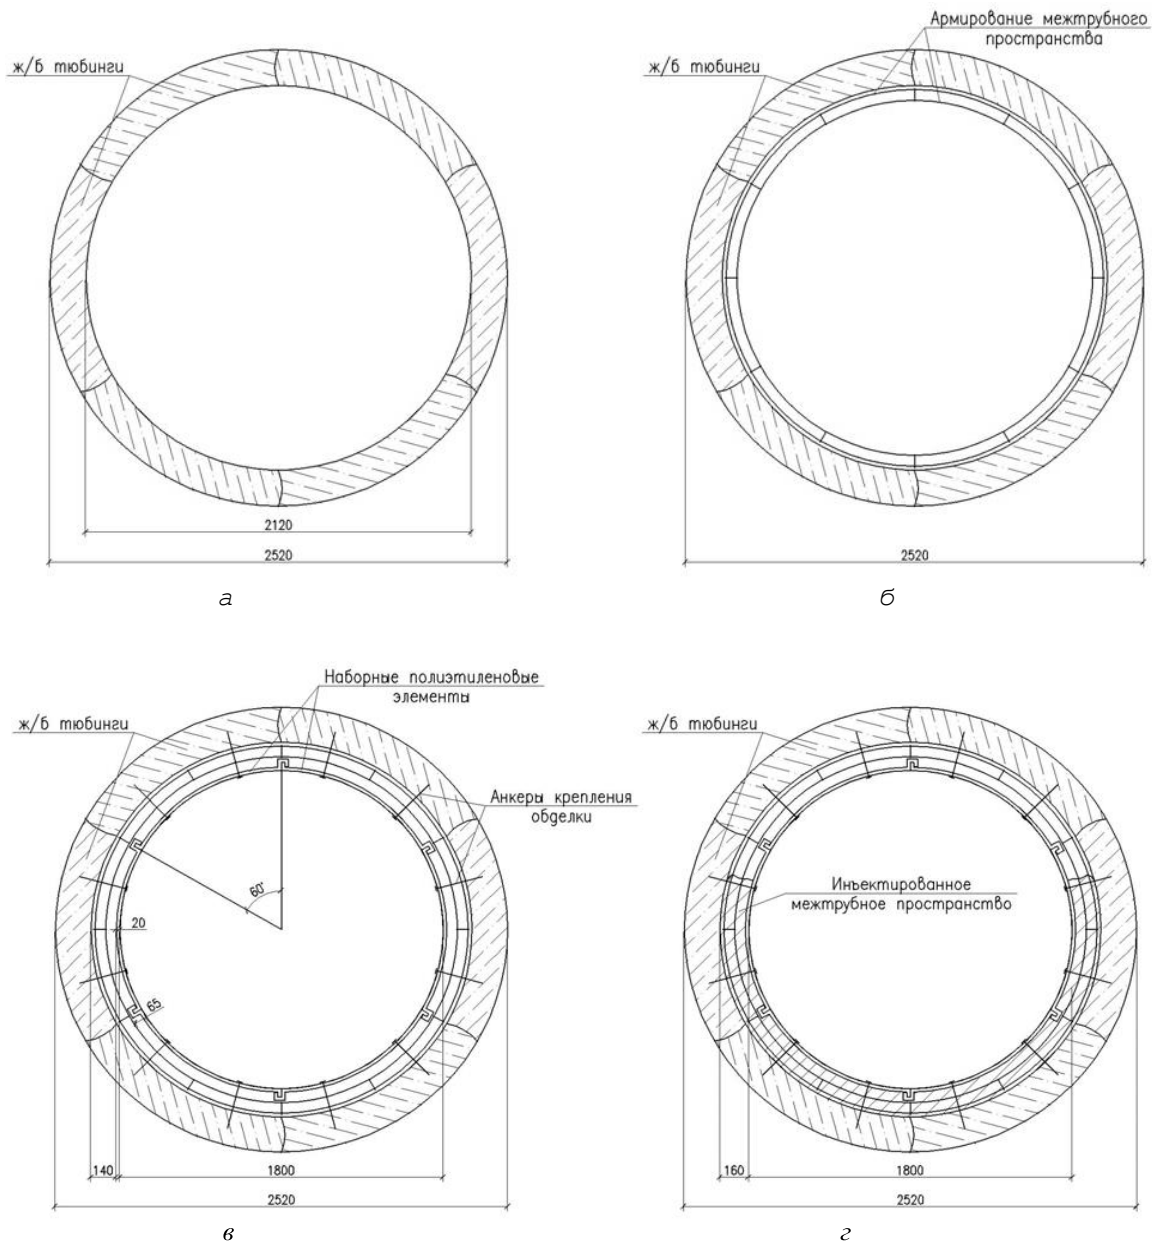 ж/б тюбинги
2120
2520
а
Армирование межтрубного
пространства
ж/б тюбинги
2520
б
Наборные полиэтиленовые
элементы
ж/б тюбинги
Анкеры крепления
обделки
60°
20
65
140
1800
2520
в
ж/б тюбинги
Инъектированное
межтрубное пространство
160
1800
2520
г